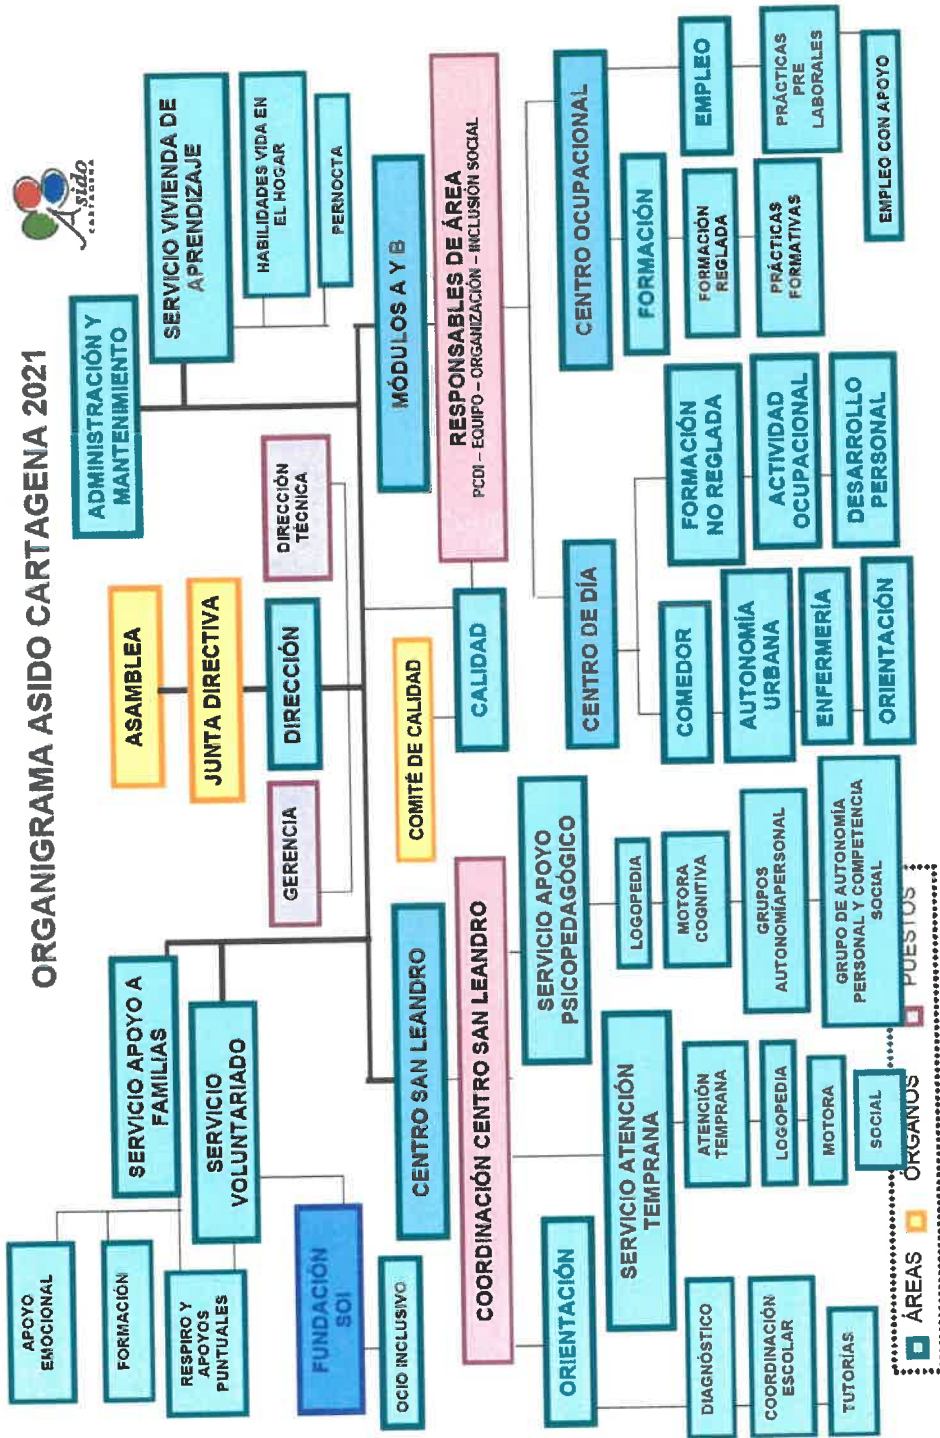 ORGANIGRAMA ASIDO CARTAGENA 2021
Asido
CARTAGENA
ASAMBLEA
JUNTA DIRECTIVA
DIRECCIÓN
GERENCIA
DIRECCIÓN
TÉCNICA
ADMINISTRACIÓN Y
MANTENIMIENTO
SERVICIO VIVIENDA DE
APRENDIZAJE
HABILIDADES VIDA EN
EL HOGAR
PERNOCTA
SERVICIO APOYO A
FAMILIAS
SERVICIO
VOLUNTARIADO
APOYO
EMOCIONAL
FORMACIÓN
RESPIRO Y
APOYOS
PUNTUALES
FUNDACIÓN
SOI
OCIO INCLUSIVO
COMITÉ DE CALIDAD
CALIDAD
CENTRO SAN LEANDRO
COORDINACIÓN CENTRO SAN LEANDRO
ORIENTACIÓN
DIAGNÓSTICO
COORDINACIÓN
ESCOLAR
TUTORÍAS
SERVICIO ATENCIÓN
TEMPRANA
ATENCIÓN
TEMPRANA
LOGOPEDIA
MOTORA
SOCIAL
SERVICIO APOYO
PSICOPEDAGÓGICO
LOGOPEDIA
MOTORA
COGNITIVA
GRUPOS
AUTONOMÍAPERSONAL
GRUPO DE AUTONOMÍA
PERSONAL Y COMPETENCIA
SOCIAL
MÓDULOS A Y B
RESPONSABLES DE ÁREA
PCDI – EQUIPO – ORGANIZACIÓN – INCLUSIÓN SOCIAL
CENTRO DE DÍA
COMEDOR
AUTONOMÍA
URBANA
ENFERMERÍA
ORIENTACIÓN
FORMACIÓN
NO REGLADA
ACTIVIDAD
OCUPACIONAL
DESARROLLO
PERSONAL
CENTRO OCUPACIONAL
FORMACIÓN
FORMACIÓN
REGLADA
PRÁCTICAS
FORMATIVAS
EMPLEO
PRÁCTICAS
PRE
LABORALES
EMPLEO CON APOYO
ÁREAS
ÓRGANOS
PUESTOS